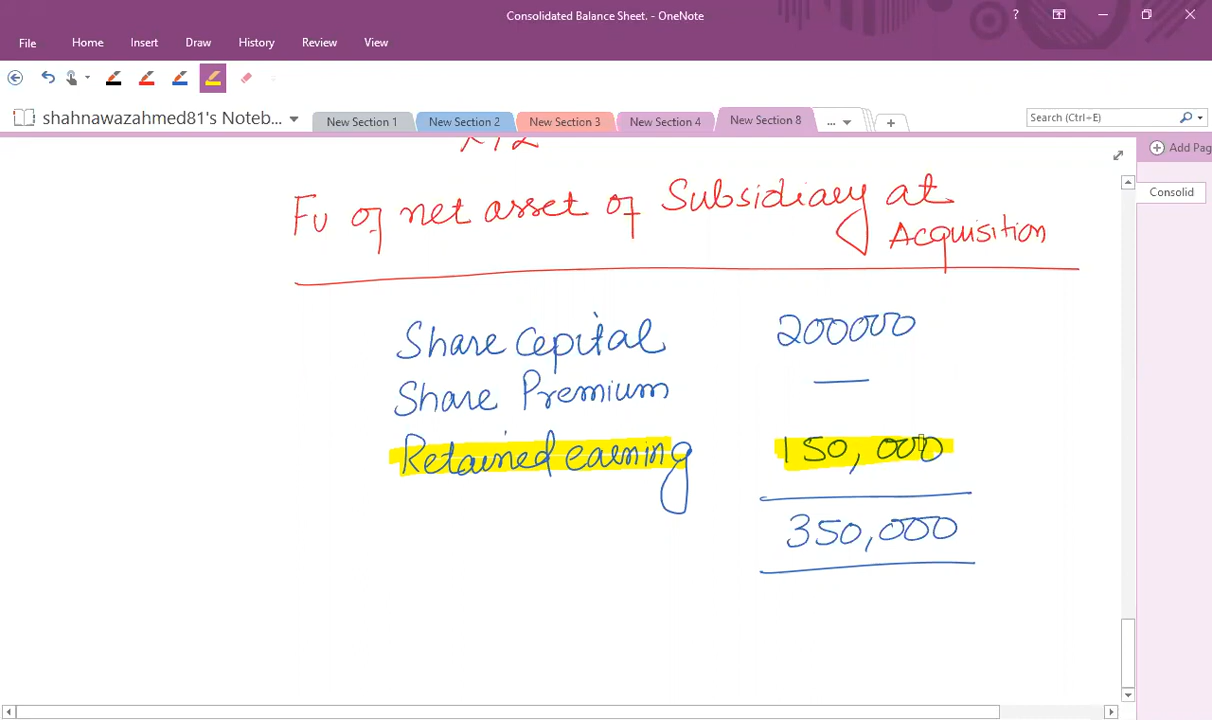 Consolidated Balance Sheet. - OneNote
?
File Home Insert Draw History Review View
shahnawazahmed81's Noteb...
New Section 1
New Section 2
New Section 3
New Section 4
New Section 8
...
Search (Ctrl+E)
Add Pag
Consolid
Fv of net asset of Subsidiary at
Acquisition
Share Cepital 200000
Share Premium —
Retained earning 150,000
350,000